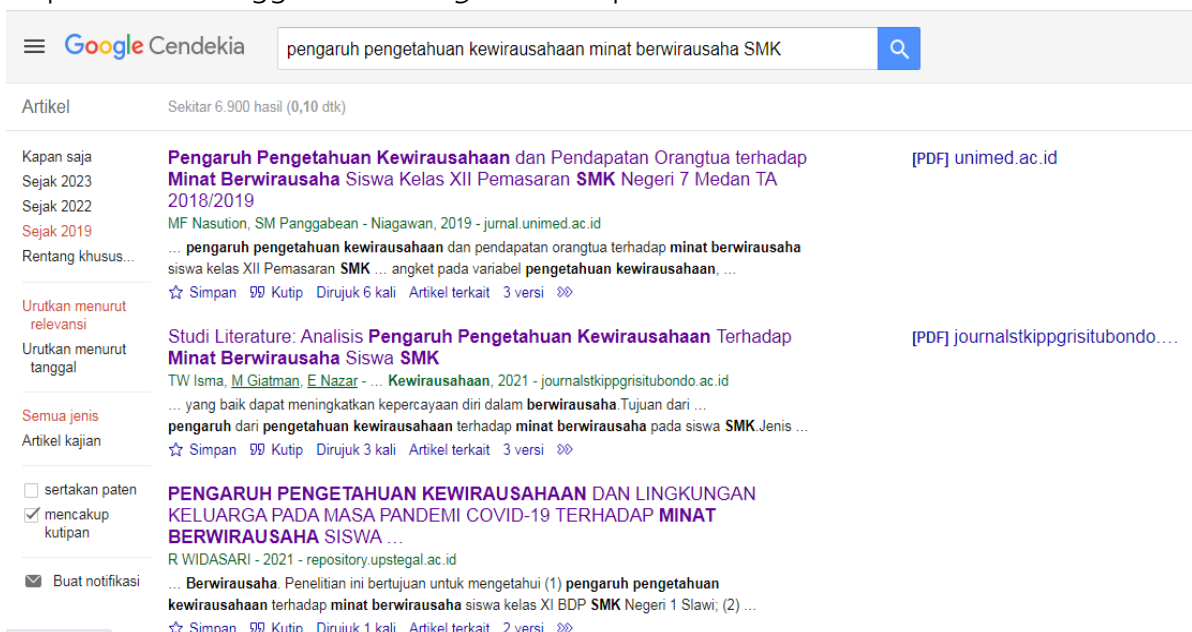 Google Cendekia
pengaruh pengetahuan kewirausahaan minat berwirausaha SMK
Artikel
Sekitar 6.900 hasil (0,10 dtk)
Kapan saja
Sejak 2023
Sejak 2022
Sejak 2019
Rentang khusus...
Urutkan menurut
relevansi
Urutkan menurut
tanggal
Semua jenis
Artikel kajian
sertakan paten
mencakup
kutipan
Buat notifikasi
Pengaruh Pengetahuan Kewirausahaan dan Pendapatan Orangtua terhadap
Minat Berwirausaha Siswa Kelas XII Pemasaran SMK Negeri 7 Medan TA
2018/2019
MF Nasution, SM Panggabean - Niagawan, 2019 - jurnal.unimed.ac.id
... pengaruh pengetahuan kewirausahaan dan pendapatan orangtua terhadap minat berwirausaha
siswa kelas XII Pemasaran SMK ... angket pada variabel pengetahuan kewirausahaan, ...
Simpan Kutip Dirujuk 6 kali Artikel terkait 3 versi
[PDF] unimed.ac.id
Studi Literature: Analisis Pengaruh Pengetahuan Kewirausahaan Terhadap
Minat Berwirausaha Siswa SMK
TW Isma, M Giatman, E Nazar - ... Kewirausahaan, 2021 - journalstkippgrisitubondo.ac.id
... yang baik dapat meningkatkan kepercayaan diri dalam berwirausaha.Tujuan dari ...
pengaruh dari pengetahuan kewirausahaan terhadap minat berwirausaha pada siswa SMK.Jenis ...
Simpan Kutip Dirujuk 3 kali Artikel terkait 3 versi
[PDF] journalstkippgrisitubondo....
PENGARUH PENGETAHUAN KEWIRAUSAHAAN DAN LINGKUNGAN
KELUARGA PADA MASA PANDEMI COVID-19 TERHADAP MINAT
BERWIRAUSAHA SISWA ...
R WIDASARI - 2021 - repository.upstegal.ac.id
... Berwirausaha. Penelitian ini bertujuan untuk mengetahui (1) pengaruh pengetahuan
kewirausahaan terhadap minat berwirausaha siswa kelas XI BDP SMK Negeri 1 Slawi; (2) ...
Simpan Kutip Dirujuk 1 kali Artikel terkait 2 versi